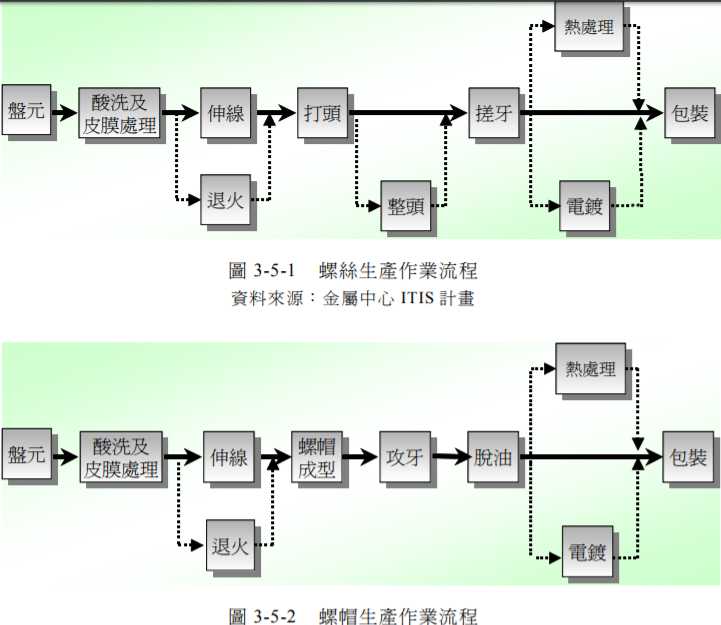 熱處理
盤元
酸洗及
皮膜處理
伸線
打頭
搓牙
包裝
退火
整頭
電鍍
圖 3-5-1 螺絲生產作業流程
資料來源：金屬中心 ITIS 計畫
熱處理
盤元
酸洗及
皮膜處理
伸線
螺帽
成型
攻牙
脫油
包裝
退火
電鍍
圖 3-5-2 螺帽生產作業流程